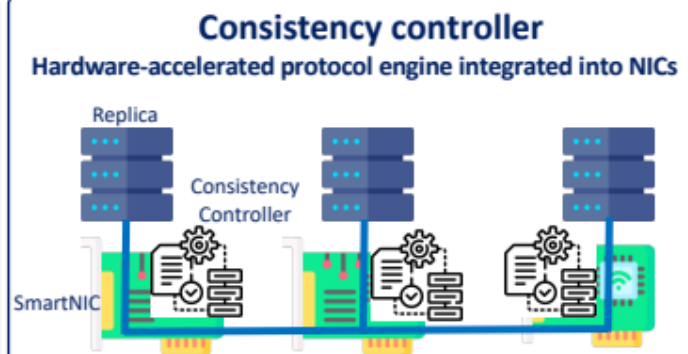 Consistency controller
Hardware-accelerated protocol engine integrated into NICs
Replica
Consistency
Controller
SmartNIC